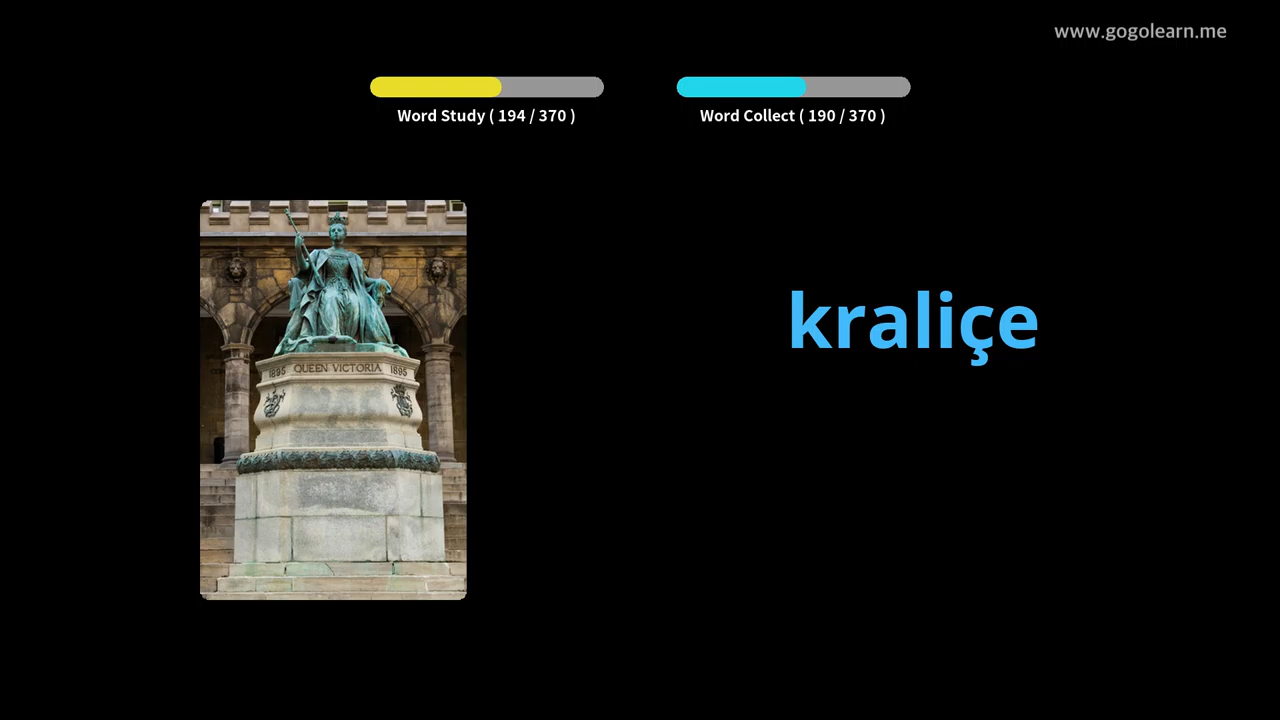 www.gogolearn.me
Word Study ( 194 / 370 )
Word Collect ( 190 / 370 )
1895 QUEEN VICTORIA 1895
kraliçe